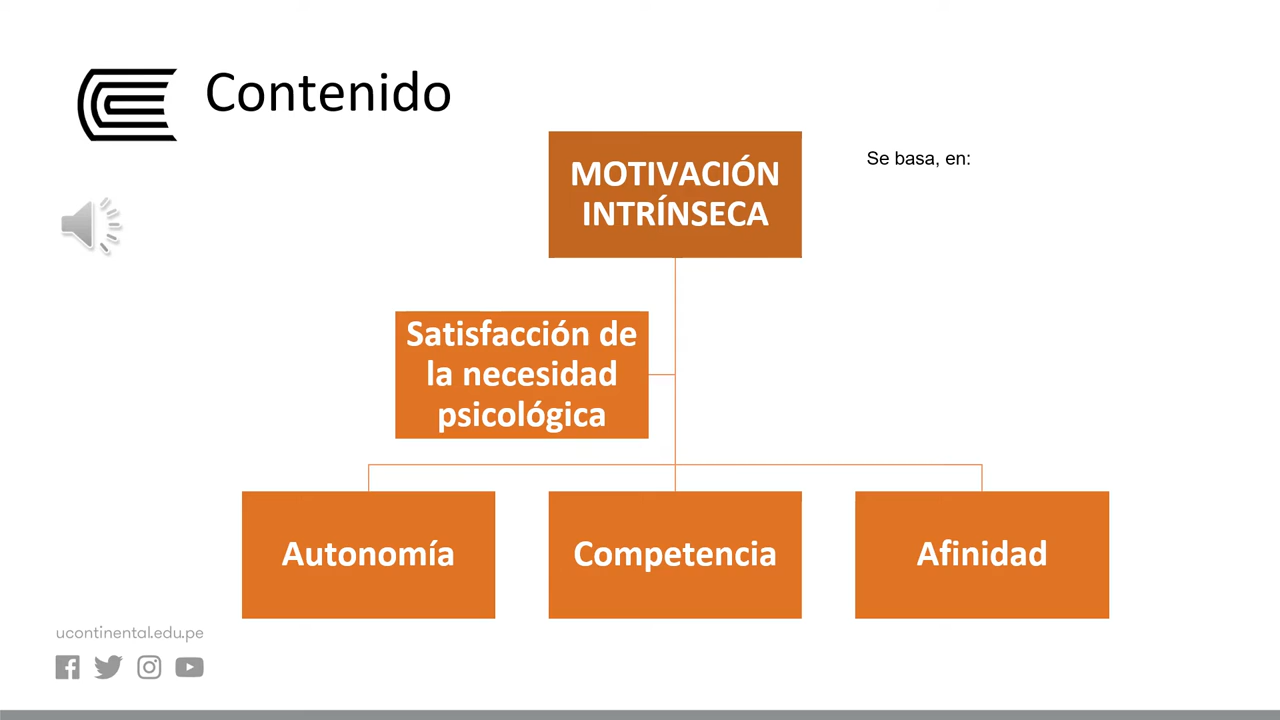 Contenido
MOTIVACIÓN
INTRÍNSECA
Se basa, en:
Satisfacción de
la necesidad
psicológica
Autonomía
Competencia
Afinidad
ucontinental.edu.pe